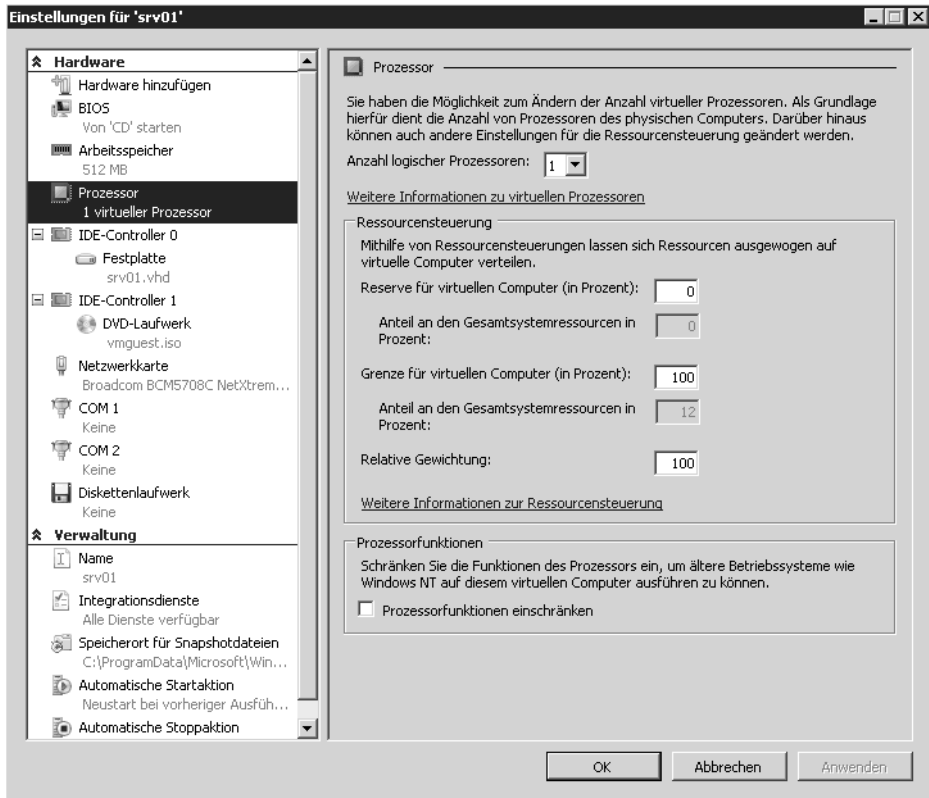 Einstellungen für 'srv01'
Hardware
Hardware hinzufügen
BIOS
Von 'CD' starten
Arbeitsspeicher
512 MB
Prozessor
1 virtueller Prozessor
IDE-Controller 0
Festplatte
srv01.vhd
IDE-Controller 1
DVD-Laufwerk
vmguest.iso
Netzwerkkarte
Broadcom BCM5708C NetXtrem...
COM 1
Keine
COM 2
Keine
Diskettenlaufwerk
Keine
Verwaltung
Name
srv01
Integrationsdienste
Alle Dienste verfügbar
Speicherort für Snapshotdateien
C:\ProgramData\Microsoft\Win...
Automatische Startaktion
Neustart bei vorheriger Ausfüh...
Automatische Stoppaktion
Prozessor
Sie haben die Möglichkeit zum Ändern der Anzahl virtueller Prozessoren. Als Grundlage
hierfür dient die Anzahl von Prozessoren des physischen Computers. Darüber hinaus
können auch andere Einstellungen für die Ressourcensteuerung geändert werden.
Anzahl logischer Prozessoren: 1
Weitere Informationen zu virtuellen Prozessoren
Ressourcensteuerung
Mithilfe von Ressourcensteuerungen lassen sich Ressourcen ausgewogen auf
virtuelle Computer verteilen.
Reserve für virtuellen Computer (in Prozent): 0
Anteil an den Gesamtsystemressourcen in
Prozent: 0
Grenze für virtuellen Computer (in Prozent): 100
Anteil an den Gesamtsystemressourcen in
Prozent: 12
Relative Gewichtung: 100
Weitere Informationen zur Ressourcensteuerung
Prozessorfunktionen
Schränken Sie die Funktionen des Prozessors ein, um ältere Betriebssysteme wie
Windows NT auf diesem virtuellen Computer ausführen zu können.
Prozessorfunktionen einschränken
OK Abbrechen Anwenden